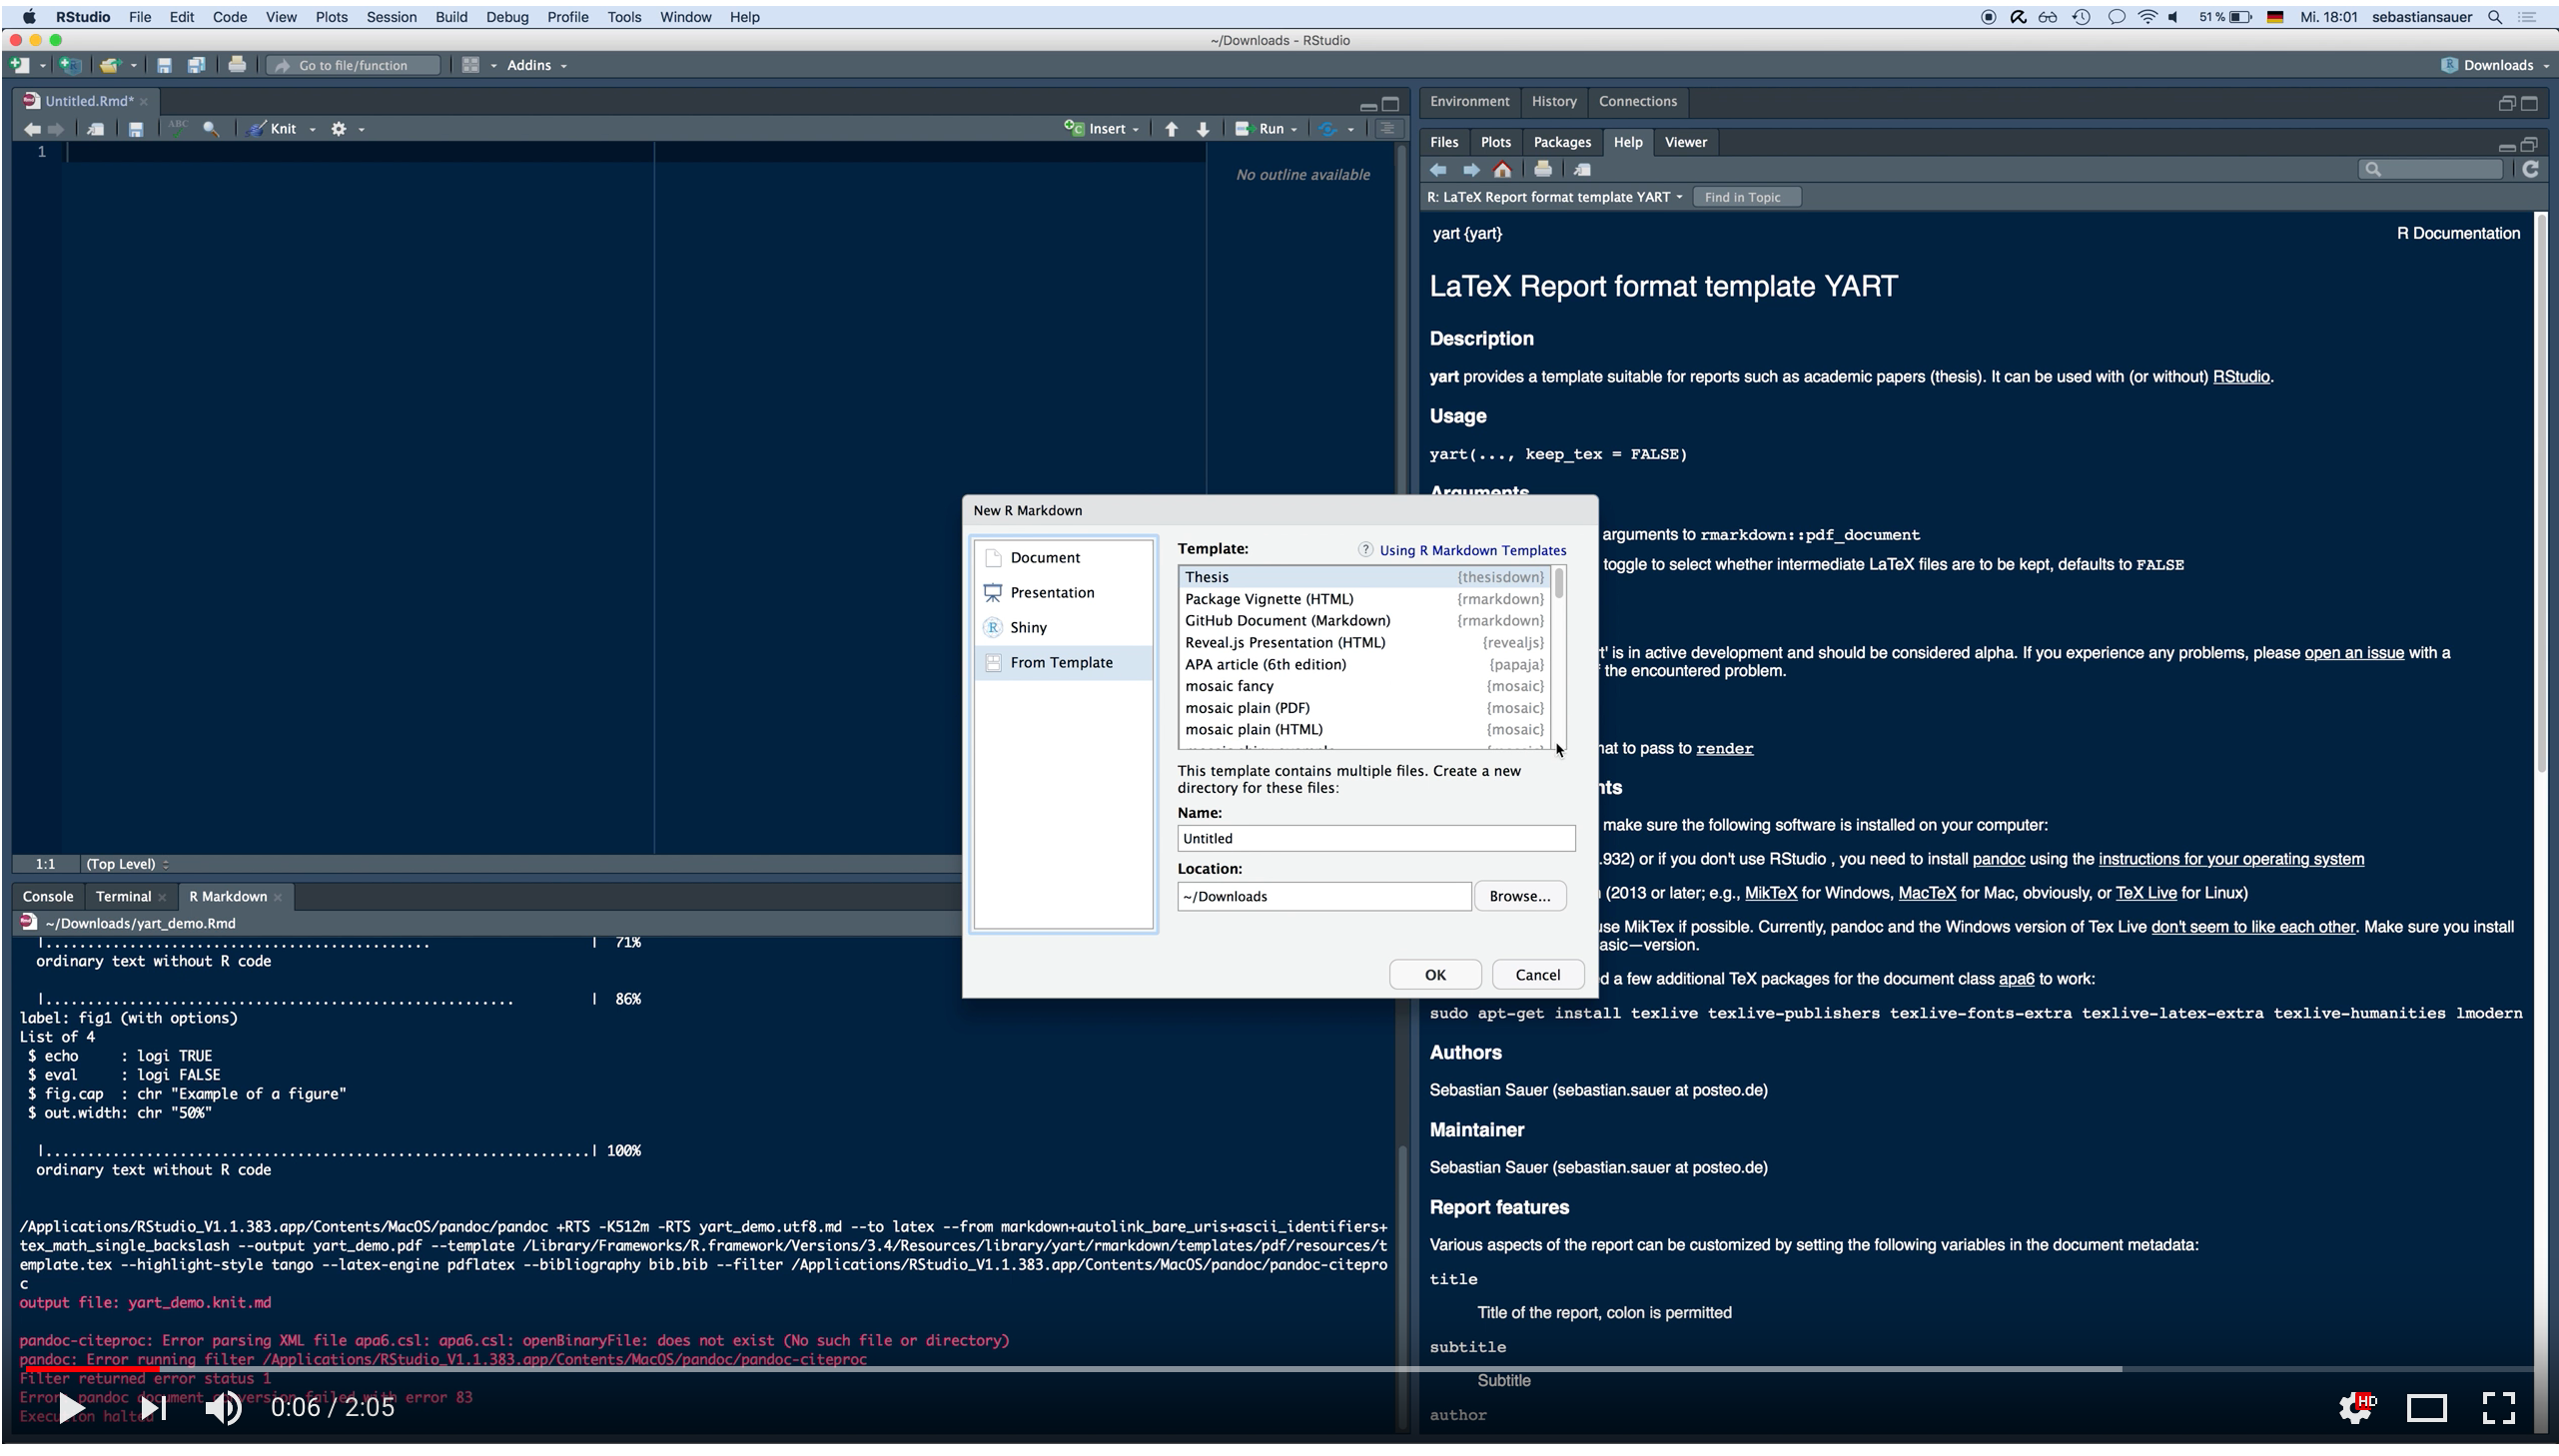 RStudio File Edit Code View Plots Session Build Debug Profile Tools Window Help 51 % Mi. 18:01 sebastiansauer
~/Downloads - RStudio
Go to file/function Addins Downloads
Untitled.Rmd*
ABC Knit Insert Run
1
No outline available
1:1 (Top Level)
Environment History Connections
Files Plots Packages Help Viewer
R: LaTeX Report format template YART Find in Topic
yart {yart} R Documentation
LaTeX Report format template YART
Description
yart provides a template suitable for reports such as academic papers (thesis). It can be used with (or without) RStudio.
Usage
yart(..., keep_tex = FALSE)
Arguments
arguments to rmarkdown::pdf_document
toggle to select whether intermediate LaTeX files are to be kept, defaults to FALSE
t' is in active development and should be considered alpha. If you experience any problems, please open an issue with a
the encountered problem.
hat to pass to render
nts
make sure the following software is installed on your computer:
.932) or if you don't use RStudio , you need to install pandoc using the instructions for your operating system
(2013 or later; e.g., MikTeX for Windows, MacTeX for Mac, obviously, or TeX Live for Linux)
use MikTex if possible. Currently, pandoc and the Windows version of Tex Live don't seem to like each other. Make sure you install
asic—version.
d a few additional TeX packages for the document class apa6 to work:
sudo apt-get install texlive texlive-publishers texlive-fonts-extra texlive-latex-extra texlive-humanities lmodern
Authors
Sebastian Sauer (sebastian.sauer at posteo.de)
Maintainer
Sebastian Sauer (sebastian.sauer at posteo.de)
Report features
Various aspects of the report can be customized by setting the following variables in the document metadata:
title
Title of the report, colon is permitted
subtitle
Subtitle
author
New R Markdown
Document
Presentation
Shiny
From Template
Template: ? Using R Markdown Templates
Thesis {thesisdown}
Package Vignette (HTML) {rmarkdown}
GitHub Document (Markdown) {rmarkdown}
Reveal.js Presentation (HTML) {revealjs}
APA article (6th edition) {papaja}
mosaic fancy {mosaic}
mosaic plain (PDF) {mosaic}
mosaic plain (HTML) {mosaic}
This template contains multiple files. Create a new
directory for these files:
Name:
Untitled
Location:
~/Downloads Browse...
OK Cancel
Console Terminal R Markdown
~/Downloads/yart_demo.Rmd
|.............................................. | 71%
ordinary text without R code
|........................................................ | 86%
label: fig1 (with options)
List of 4
$ echo : logi TRUE
$ eval : logi FALSE
$ fig.cap : chr "Example of a figure"
$ out.width: chr "50%"
|.................................................................| 100%
ordinary text without R code
/Applications/RStudio_V1.1.383.app/Contents/MacOS/pandoc/pandoc +RTS -K512m -RTS yart_demo.utf8.md --to latex --from markdown+autolink_bare_uris+ascii_identifiers+
tex_math_single_backslash --output yart_demo.pdf --template /Library/Frameworks/R.framework/Versions/3.4/Resources/library/yart/rmarkdown/templates/pdf/resources/t
emplate.tex --highlight-style tango --latex-engine pdflatex --bibliography bib.bib --filter /Applications/RStudio_V1.1.383.app/Contents/MacOS/pandoc/pandoc-citepro
c
output file: yart_demo.knit.md
pandoc-citeproc: Error parsing XML file apa6.csl: apa6.csl: openBinaryFile: does not exist (No such file or directory)
pandoc: Error running filter /Applications/RStudio_V1.1.383.app/Contents/MacOS/pandoc/pandoc-citeproc
Filter returned error status 1
Error: pandoc document conversion failed with error 83
Execution halted
0:06 / 2:05 HD